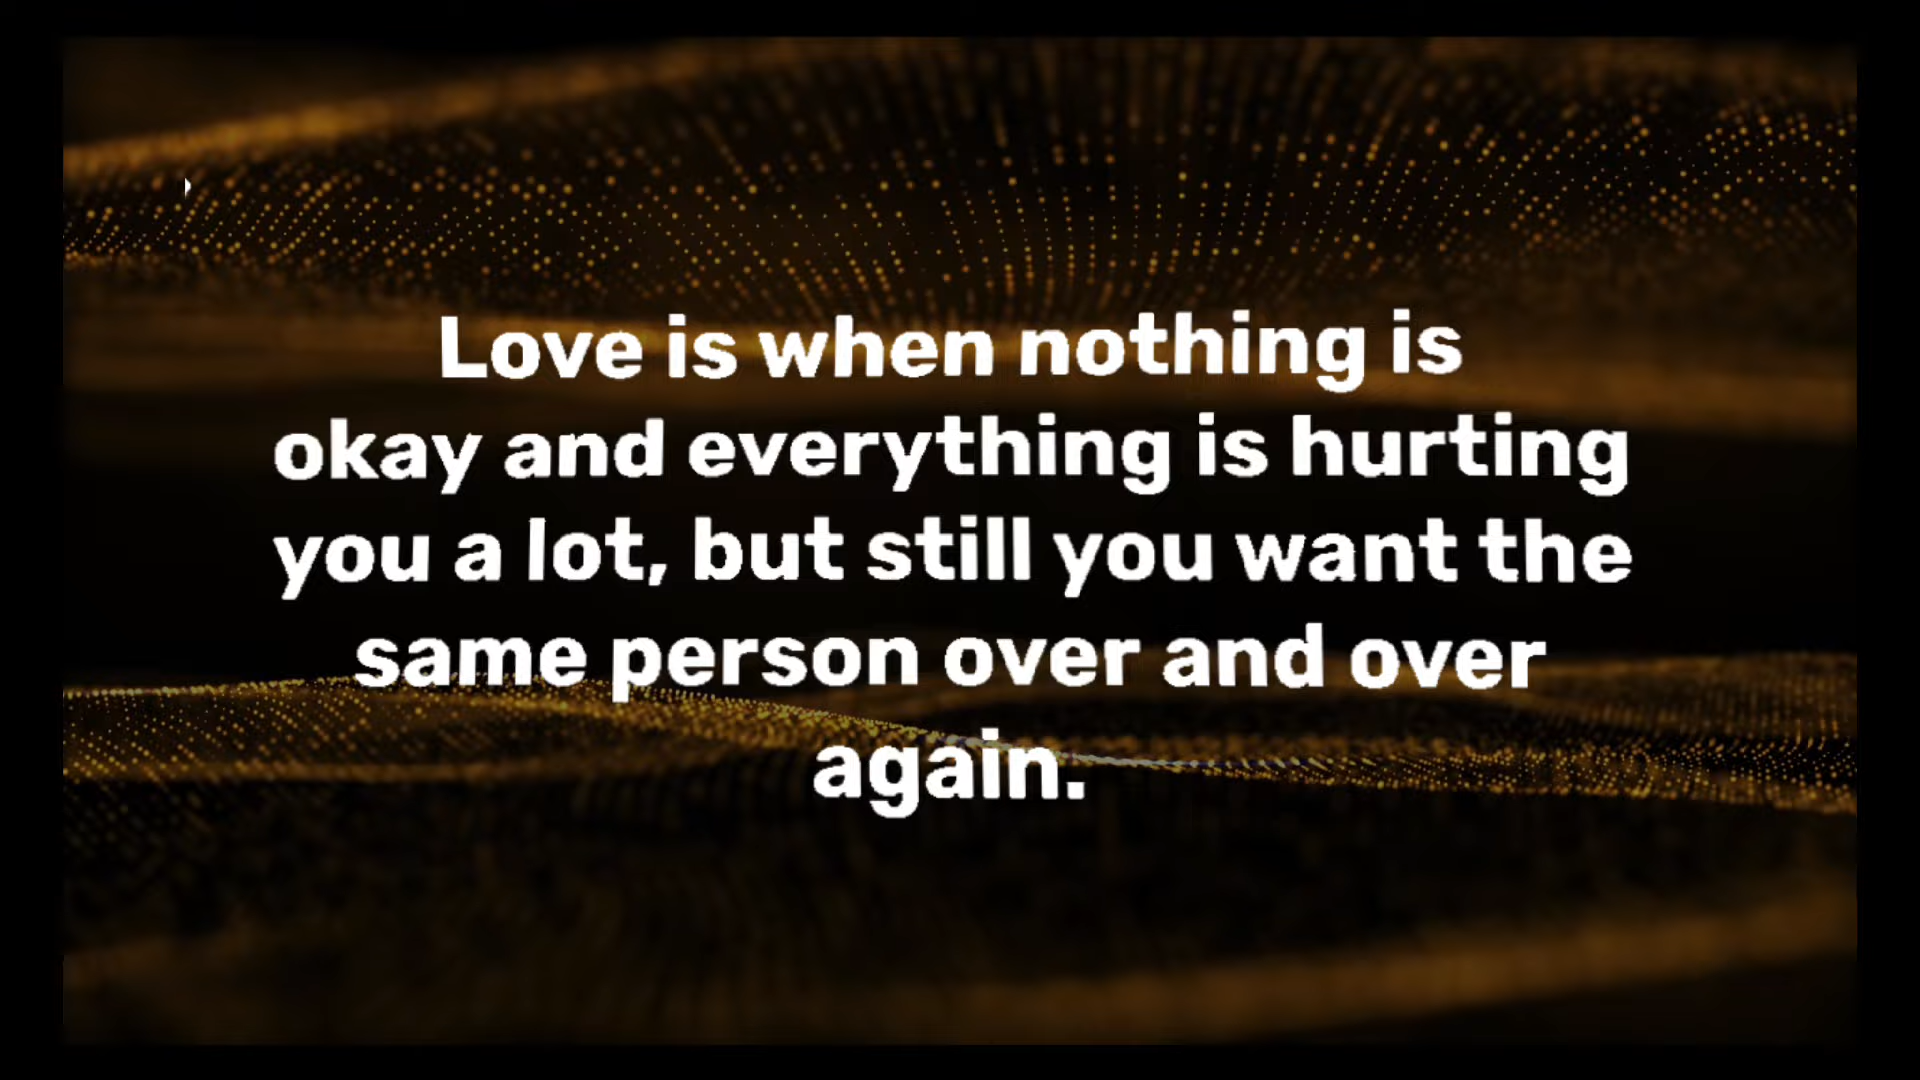 Love is when nothing is
okay and everything is hurting
you a lot, but still you want the
same person over and over
again.